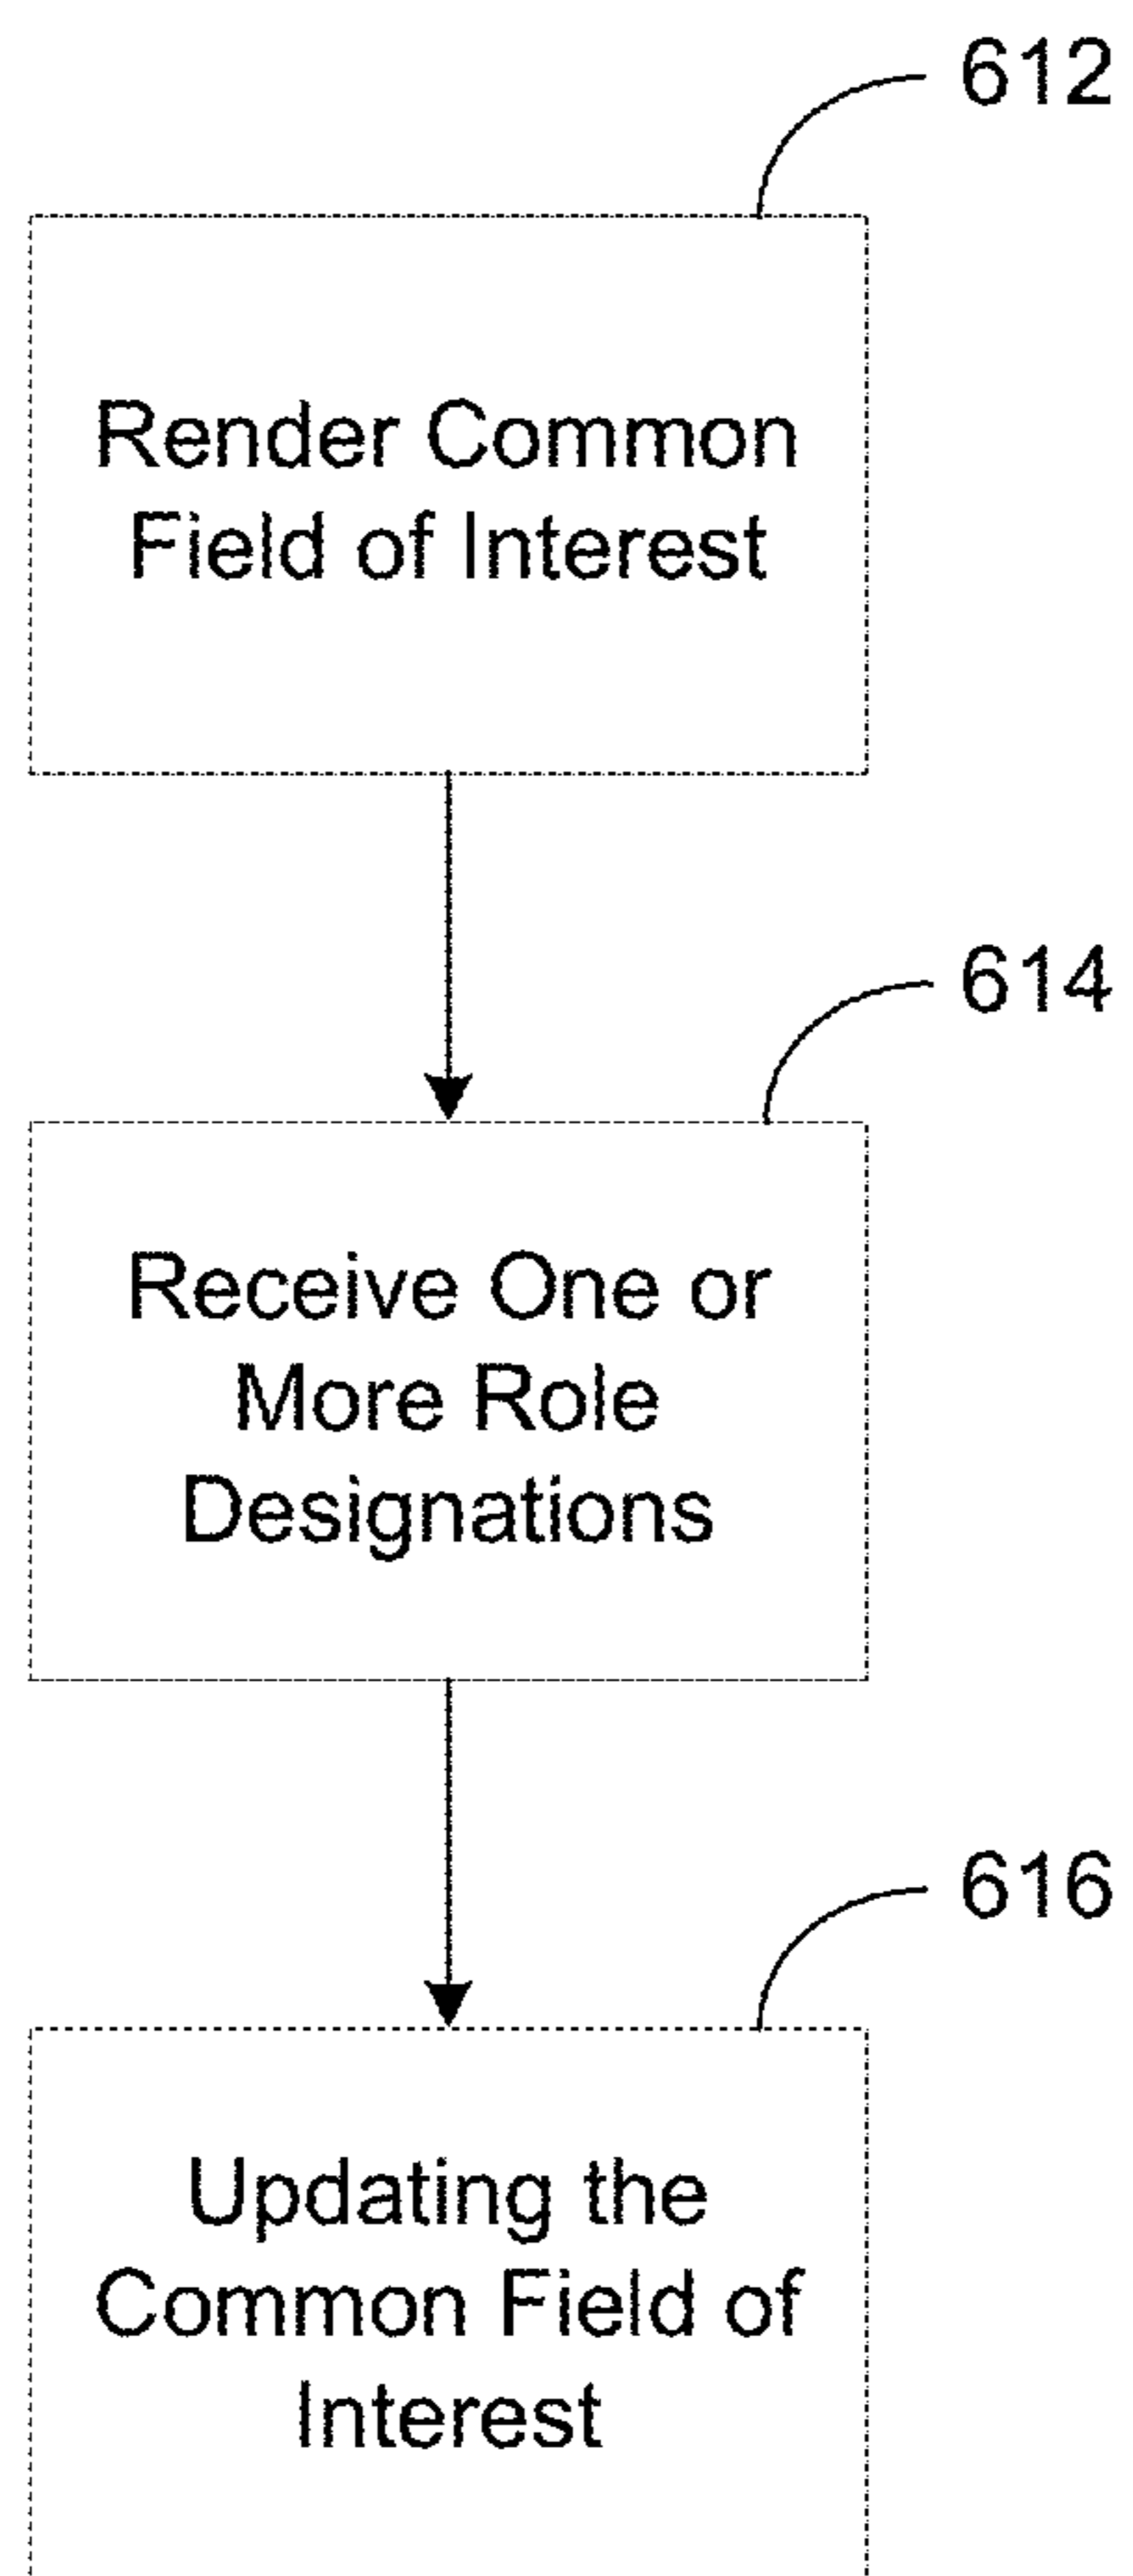 612
Render Common
Field of Interest
614
Receive One or
More Role
Designations
616
Updating the
Common Field of
Interest